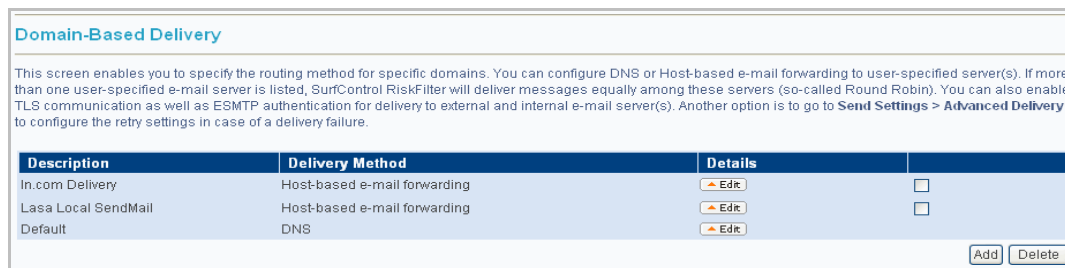 Domain-Based Delivery
This screen enables you to specify the routing method for specific domains. You can configure DNS or Host-based e-mail forwarding to user-specified server(s). If more
than one user-specified e-mail server is listed, SurfControl RiskFilter will deliver messages equally among these servers (so-called Round Robin). You can also enable
TLS communication as well as ESMTP authentication for delivery to external and internal e-mail server(s). Another option is to go to Send Settings > Advanced Delivery
to configure the retry settings in case of a delivery failure.
Description Delivery Method Details
In.com Delivery Host-based e-mail forwarding Edit
Lasa Local SendMail Host-based e-mail forwarding Edit
Default DNS Edit
Add Delete